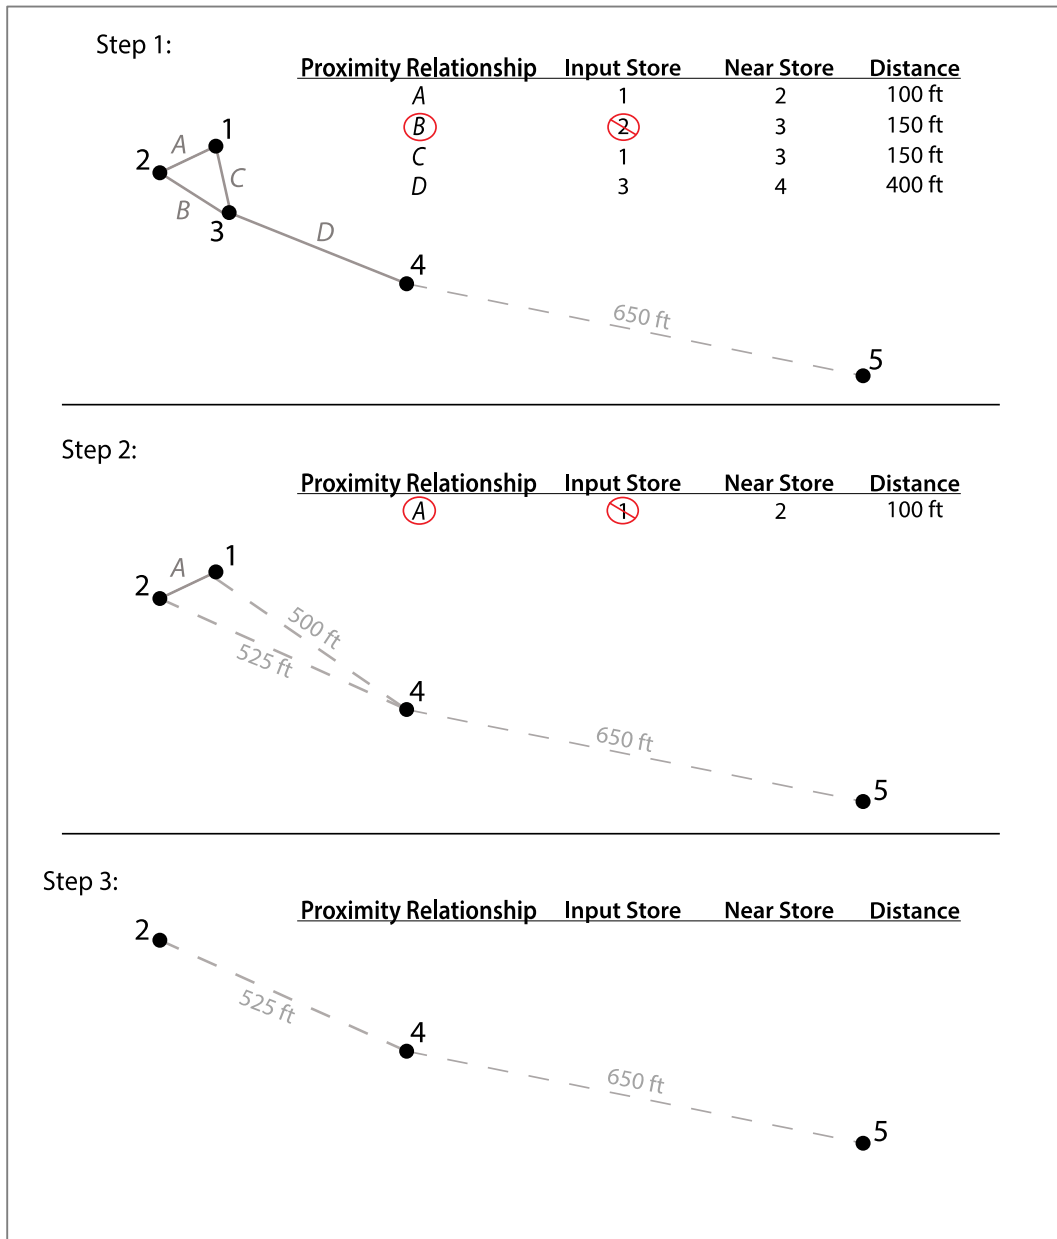 Step 1:
Proximity Relationship Input Store Near Store Distance
A 1 2 100 ft
B 2 3 150 ft
C 1 3 150 ft
D 3 4 400 ft
1
A
2
C
B
3
D
4
650 ft
5
Step 2:
Proximity Relationship Input Store Near Store Distance
A 1 2 100 ft
1
A
2
500 ft
525 ft
4
650 ft
5
Step 3:
Proximity Relationship Input Store Near Store Distance
2
525 ft
4
650 ft
5